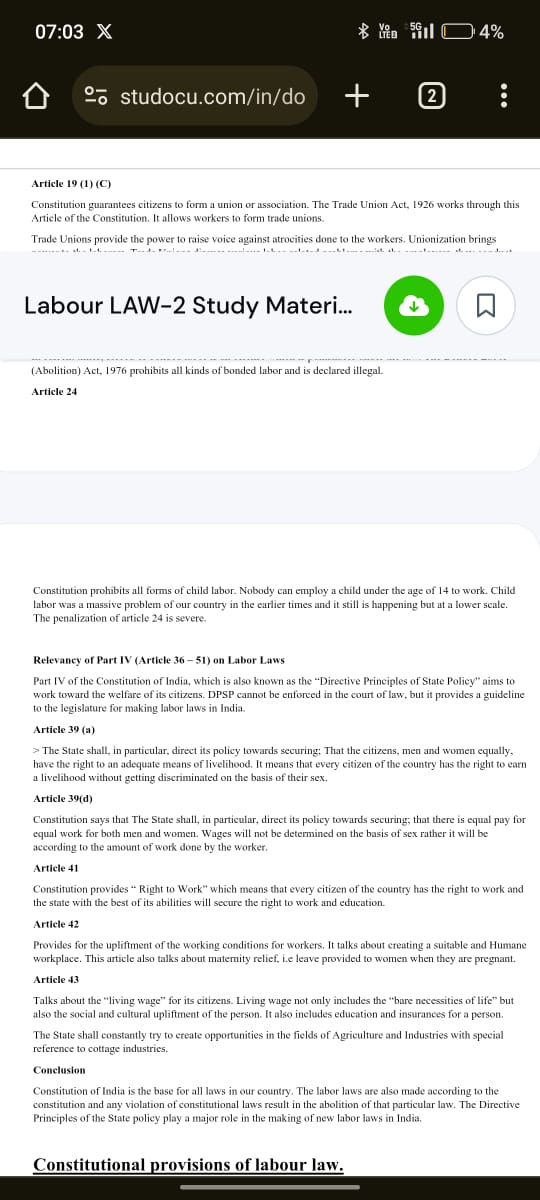 07:03 X Vo LTE 5G 4%
studocu.com/in/do + 2
Article 19 (1) (C)
Constitution guarantees citizens to form a union or association. The Trade Union Act, 1926 works through this
Article of the Constitution. It allows workers to form trade unions.
Trade Unions provide the power to raise voice against atrocities done to the workers. Unionization brings
Labour LAW-2 Study Materi...
(Abolition) Act, 1976 prohibits all kinds of bonded labor and is declared illegal.
Article 24
Constitution prohibits all forms of child labor. Nobody can employ a child under the age of 14 to work. Child
labor was a massive problem of our country in the earlier times and it still is happening but at a lower scale.
The penalization of article 24 is severe.
Relevancy of Part IV (Article 36 – 51) on Labor Laws
Part IV of the Constitution of India, which is also known as the “Directive Principles of State Policy” aims to
work toward the welfare of its citizens. DPSP cannot be enforced in the court of law, but it provides a guideline
to the legislature for making labor laws in India.
Article 39 (a)
> The State shall, in particular, direct its policy towards securing; That the citizens, men and women equally,
have the right to an adequate means of livelihood. It means that every citizen of the country has the right to earn
a livelihood without getting discriminated on the basis of their sex.
Article 39(d)
Constitution says that The State shall, in particular, direct its policy towards securing; that there is equal pay for
equal work for both men and women. Wages will not be determined on the basis of sex rather it will be
according to the amount of work done by the worker.
Article 41
Constitution provides “ Right to Work” which means that every citizen of the country has the right to work and
the state with the best of its abilities will secure the right to work and education.
Article 42
Provides for the upliftment of the working conditions for workers. It talks about creating a suitable and Humane
workplace. This article also talks about maternity relief, i.e leave provided to women when they are pregnant.
Article 43
Talks about the “living wage” for its citizens. Living wage not only includes the “bare necessities of life” but
also the social and cultural upliftment of the person. It also includes education and insurances for a person.
The State shall constantly try to create opportunities in the fields of Agriculture and Industries with special
reference to cottage industries.
Conclusion
Constitution of India is the base for all laws in our country. The labor laws are also made according to the
constitution and any violation of constitutional laws result in the abolition of that particular law. The Directive
Principles of the State policy play a major role in the making of new labor laws in India.
Constitutional provisions of labour law.